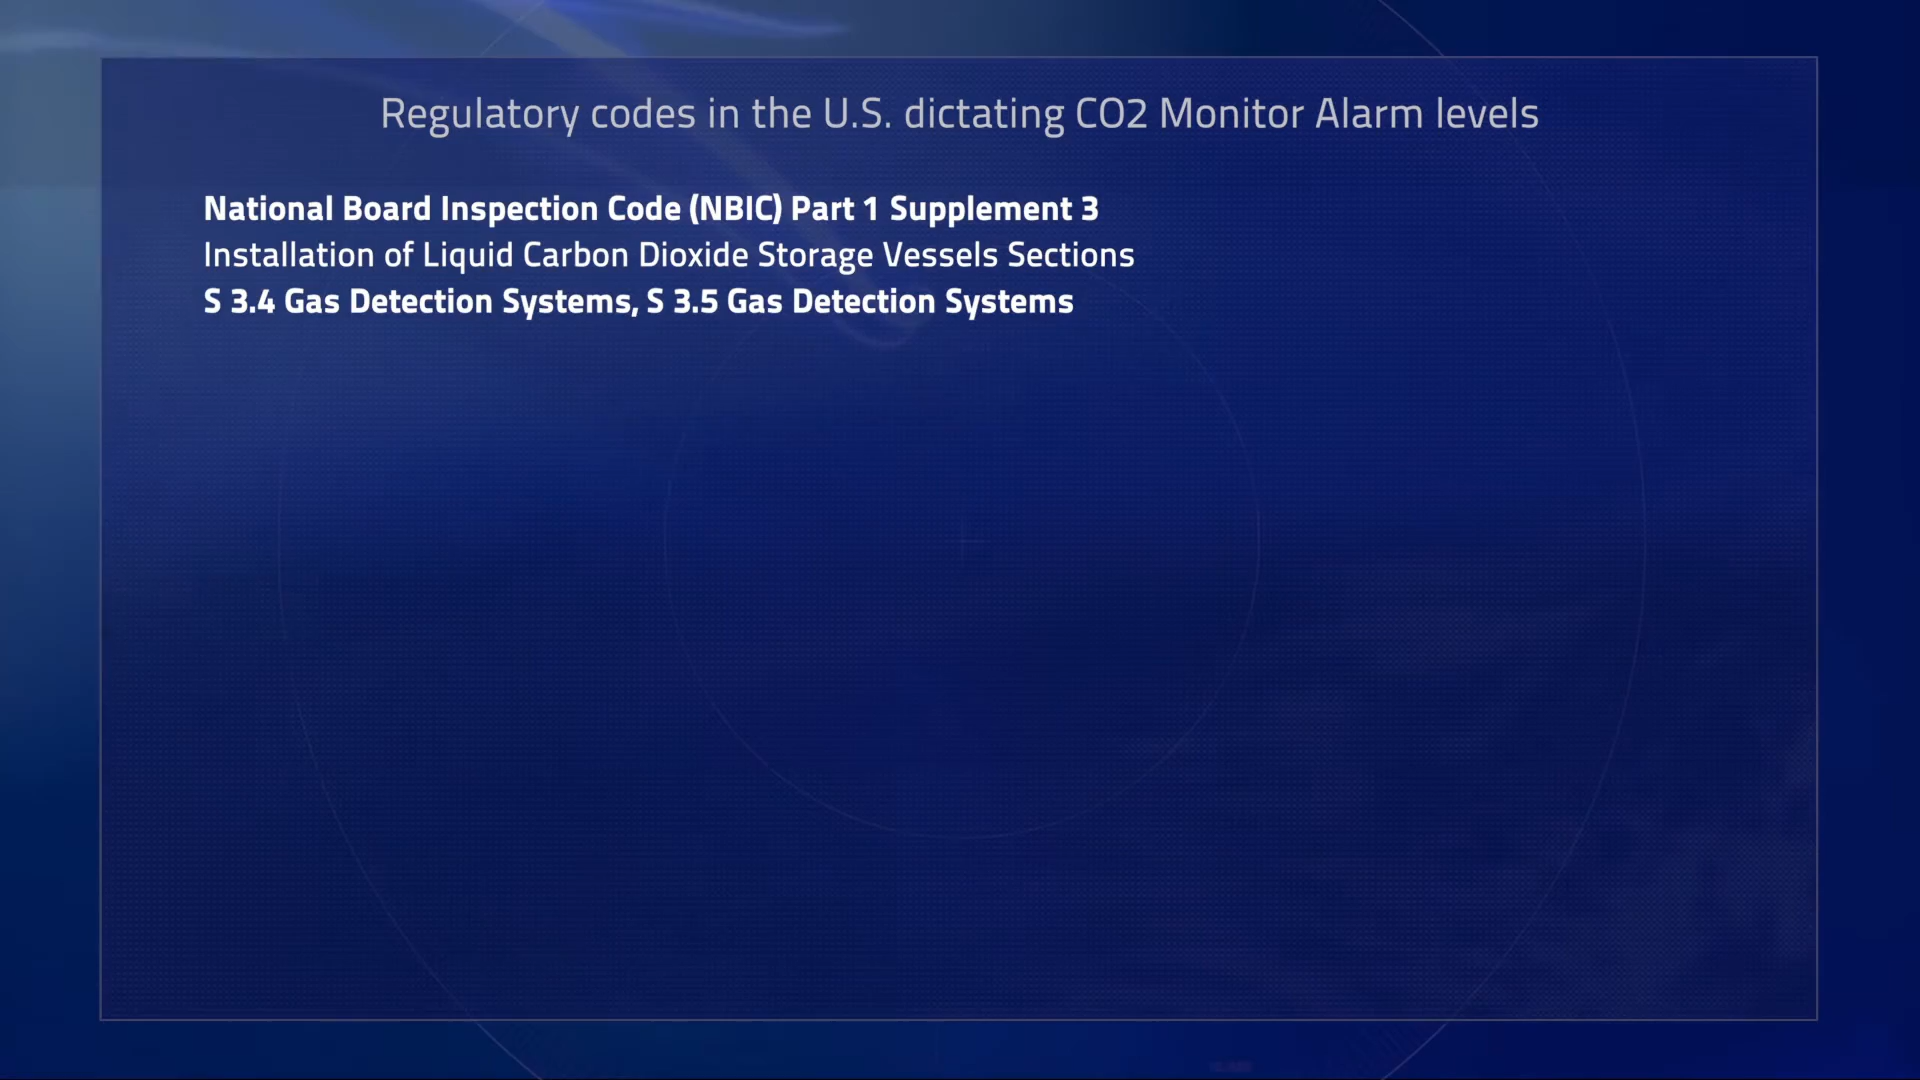 Regulatory codes in the U.S. dictating CO2 Monitor Alarm levels
National Board Inspection Code (NBIC) Part 1 Supplement 3
Installation of Liquid Carbon Dioxide Storage Vessels Sections
S 3.4 Gas Detection Systems, S 3.5 Gas Detection Systems